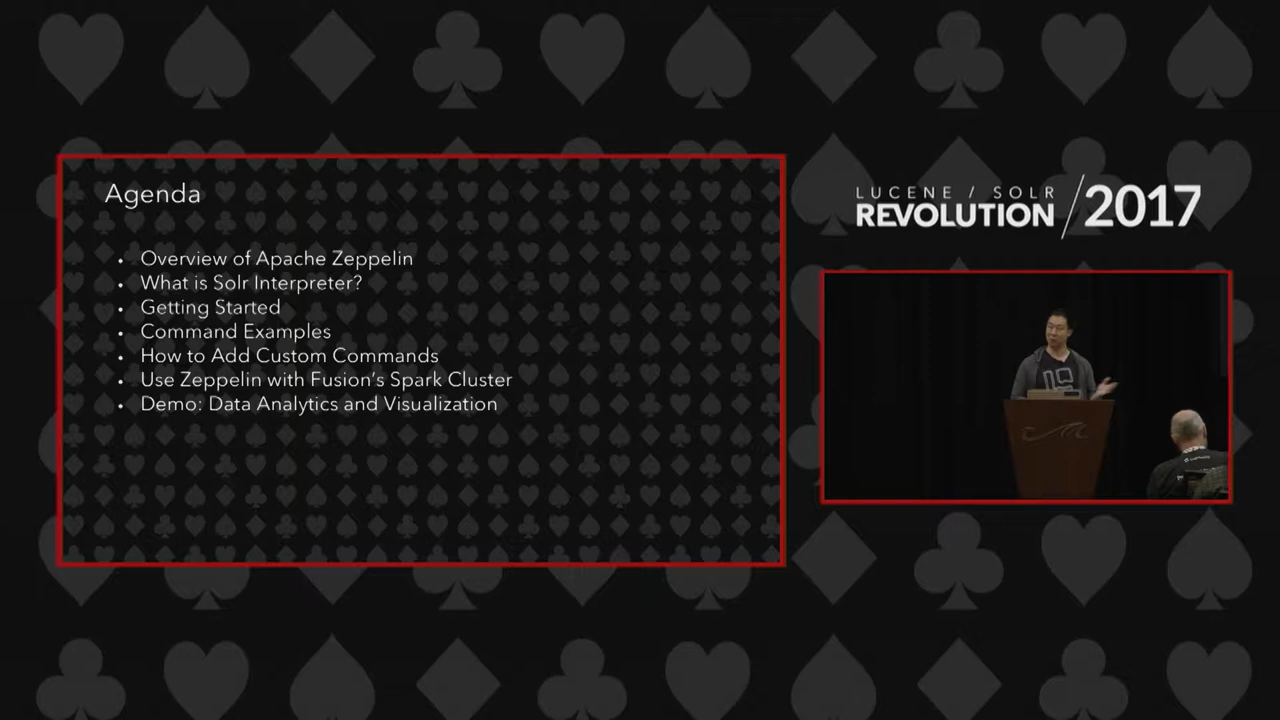 Agenda
• Overview of Apache Zeppelin
• What is Solr Interpreter?
• Getting Started
• Command Examples
• How to Add Custom Commands
• Use Zeppelin with Fusion's Spark Cluster
• Demo: Data Analytics and Visualization
LUCENE / SOLR
REVOLUTION / 2017